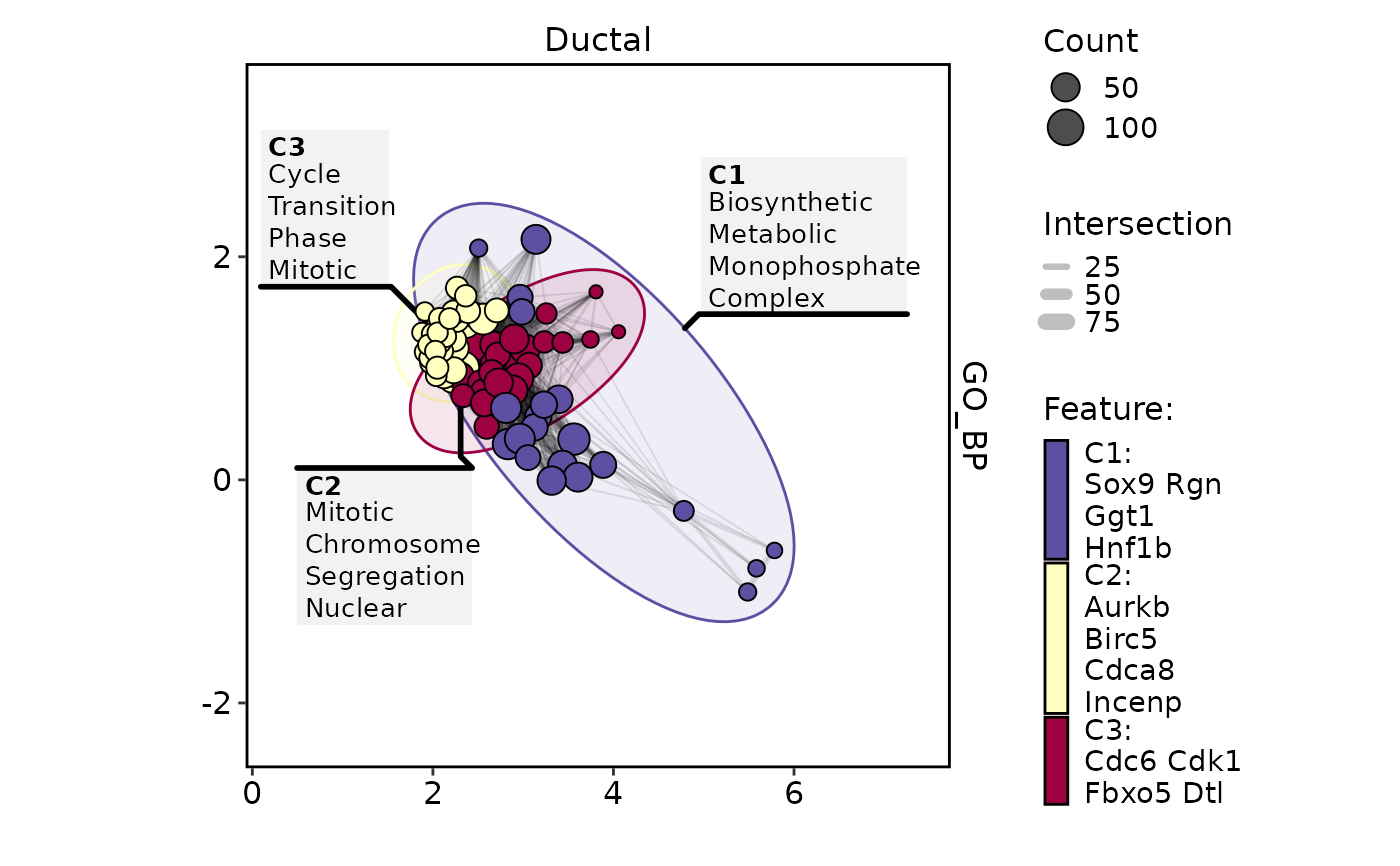 Ductal
C3
Cycle
Transition
Phase
Mitotic
C1
Biosynthetic
Metabolic
Monophosphate
Complex
C2
Mitotic
Chromosome
Segregation
Nuclear
2
0
-2
0
2
4
6
GO_BP
Count
50
100
Intersection
25
50
75
Feature:
C1:
Sox9 Rgn
Ggt1
Hnf1b
C2:
Aurkb
Birc5
Cdca8
Incenp
C3:
Cdc6 Cdk1
Fbxo5 Dtl